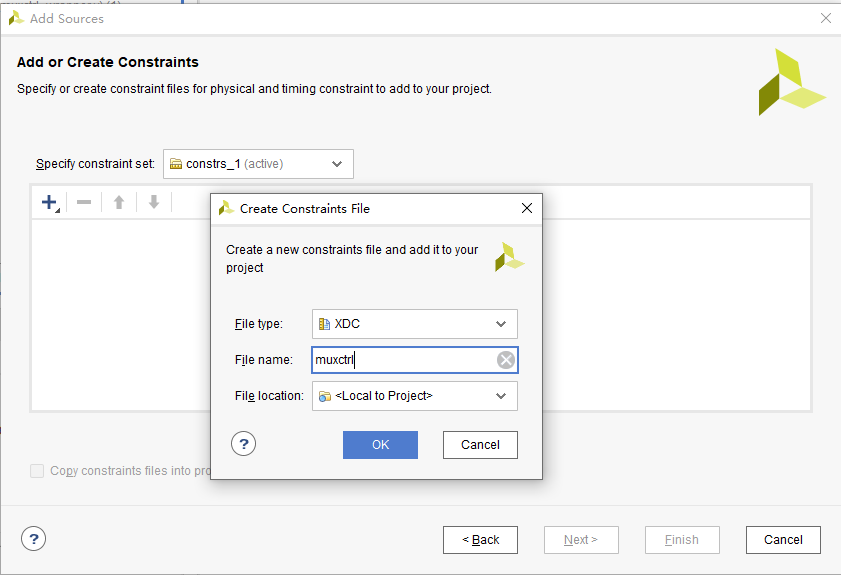 Add Sources
Add or Create Constraints
Specify or create constraint files for physical and timing constraint to add to your project.
Specify constraint set: constrs_1 (active)
Create Constraints File
Create a new constraints file and add it to your
project
File type: XDC
File name: muxctrl
File location: <Local to Project>
? OK Cancel
Copy constraints files into pro
? < Back Next > Finish Cancel